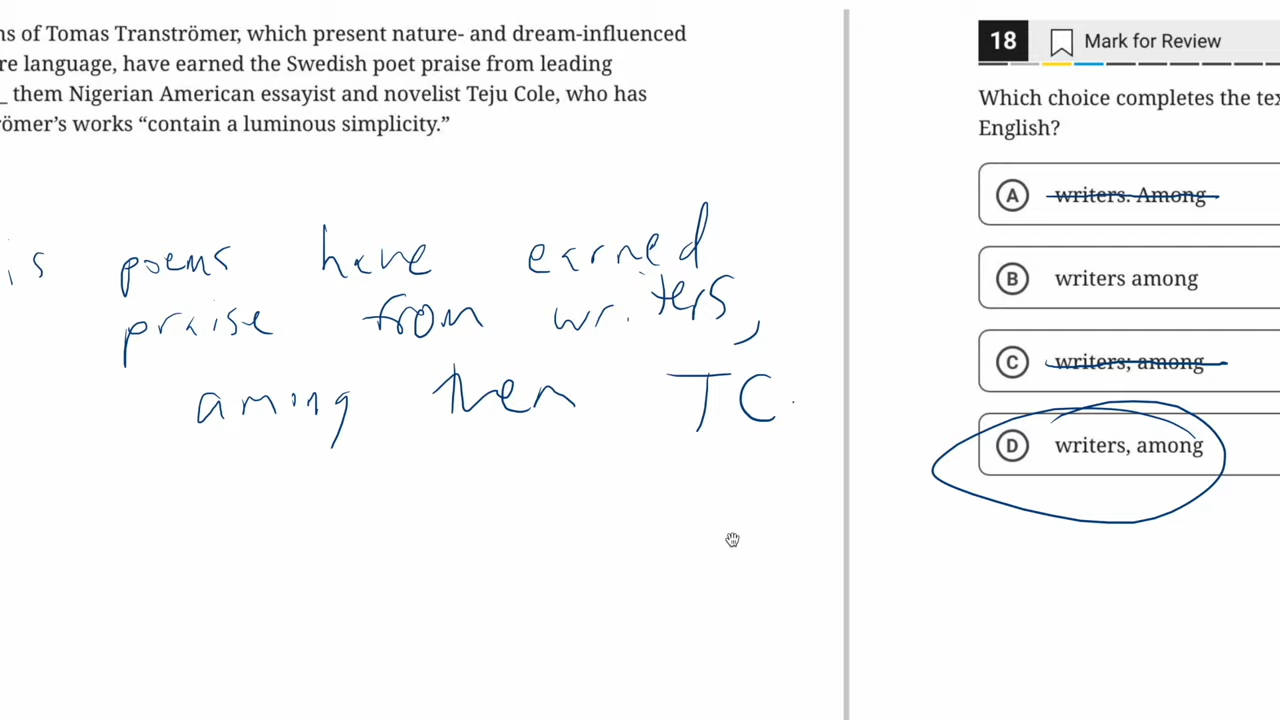 ns of Tomas Tranströmer, which present nature- and dream-influenced
re language, have earned the Swedish poet praise from leading
_ them Nigerian American essayist and novelist Teju Cole, who has
römer's works “contain a luminous simplicity.”
is poems have earned
praise from writers,
among them TC
18 Mark for Review
Which choice completes the te
English?
A writers. Among
B writers among
C writers; among
D writers, among